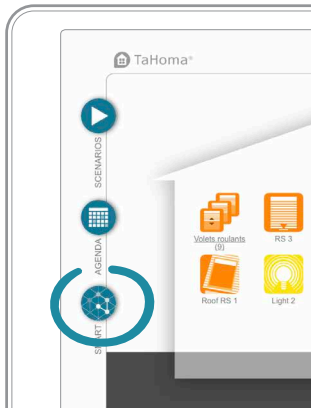 TaHoma®
SCENARIOS
AGENDA
SMART
Volets roulants
(9)
RS 3
Roof RS 1
Light 2